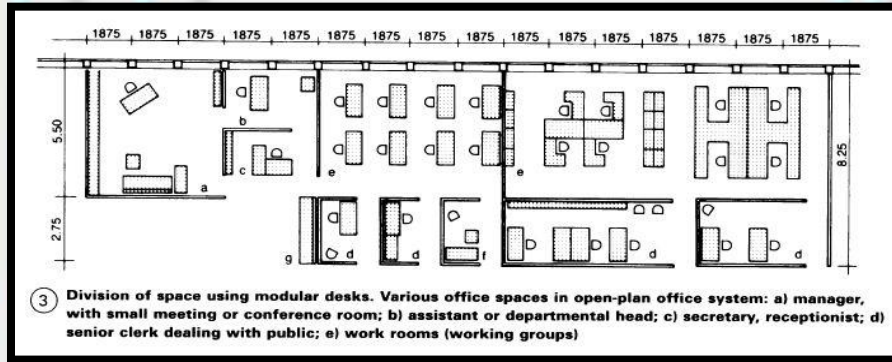 1875 1875 1875 1875 1875 1875 1875 1875 1875 1875 1875 1875 1875 1875 1875 1875
5.50
b
c
e
e
8.25
a
2.75
g
d
d
f
d
d
3 Division of space using modular desks. Various office spaces in open-plan office system: a) manager,
with small meeting or conference room; b) assistant or departmental head; c) secretary, receptionist; d)
senior clerk dealing with public; e) work rooms (working groups)